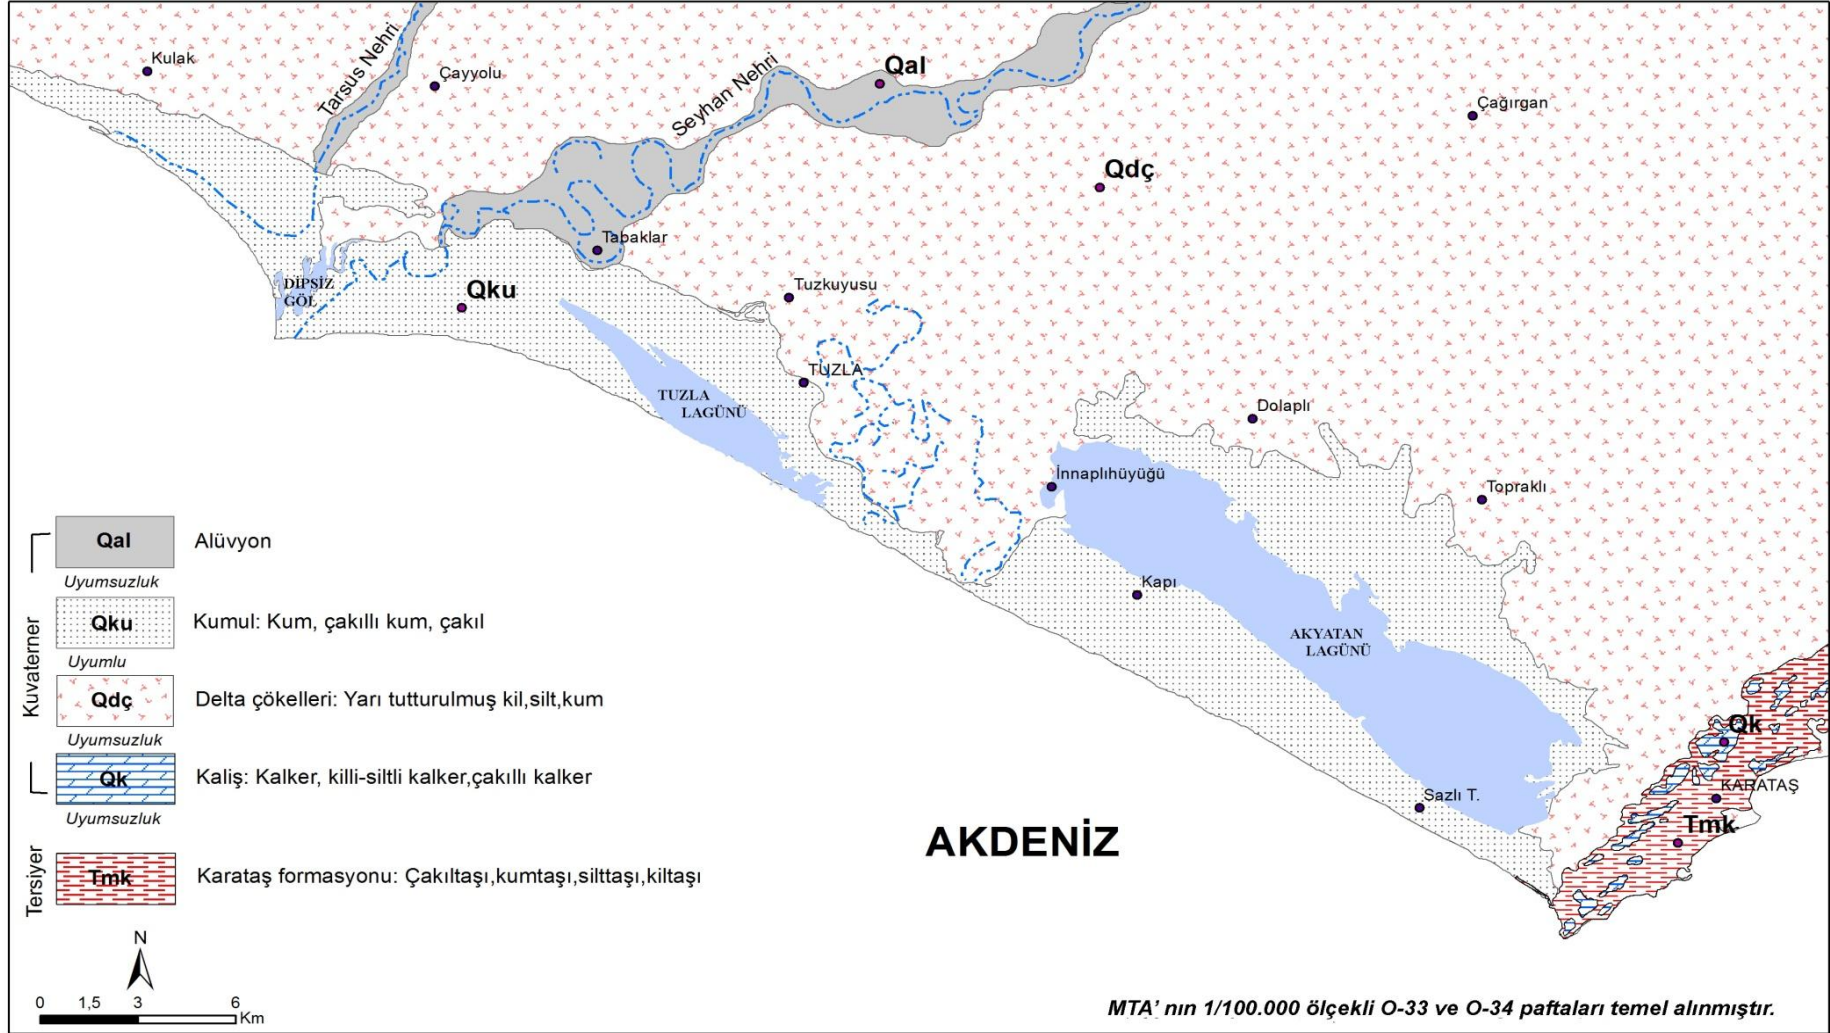 Kulak
Tarsus Nehri
Çayyolu
Seyhan Nehri
Qal
Çağırgan
Qdç
Tabaklar
DİPSİZ
GÖL
Qku
Tuzkuyusu
TUZLA
TUZLA
LAGÜNÜ
Dolaplı
İnnaplıhüyüğü
Topraklı
Kapı
AKYATAN
LAGÜNÜ
Sazlı T.
Qk
KARATAŞ
Tmk
AKDENİZ
Kuvaterner
Qal
Alüvyon
Uyumsuzluk
Qku
Kumul: Kum, çakıllı kum, çakıl
Uyumlu
Qdç
Delta çökelleri: Yarı tutturulmuş kil,silt,kum
Uyumsuzluk
Qk
Kaliş: Kalker, killi-siltli kalker,çakıllı kalker
Uyumsuzluk
Tersiyer
Tmk
Karataş formasyonu: Çakıltaşı,kumtaşı,silttaşı,kiltaşı
N
0 1,5 3 6
Km
MTA' nın 1/100.000 ölçekli O-33 ve O-34 paftaları temel alınmıştır.